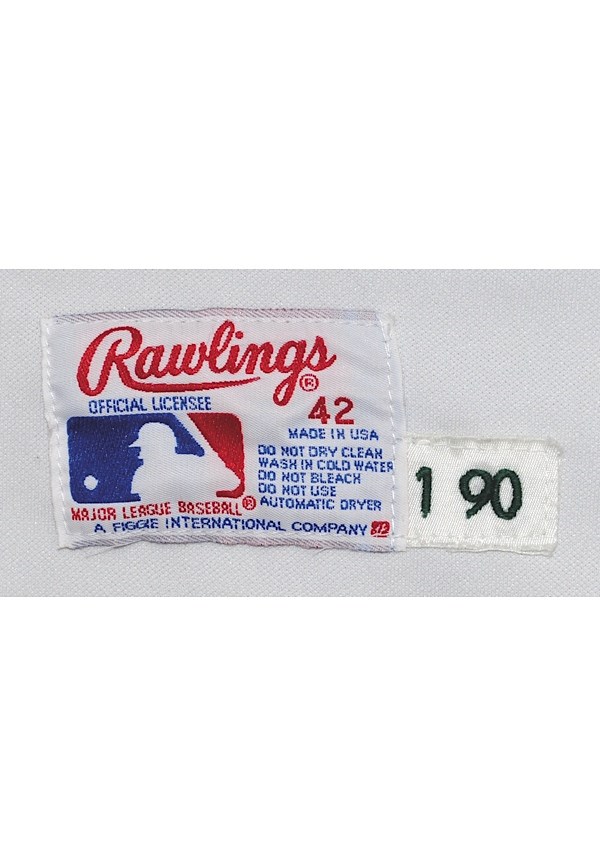 Rawlings®
OFFICIAL LICENSEE
42
MADE IN USA
DO NOT DRY CLEAN
WASH IN COLD WATER
DO NOT BLEACH
DO NOT USE
AUTOMATIC DRYER
MAJOR LEAGUE BASEBALL®
A FIGGIE INTERNATIONAL COMPANY
1 90